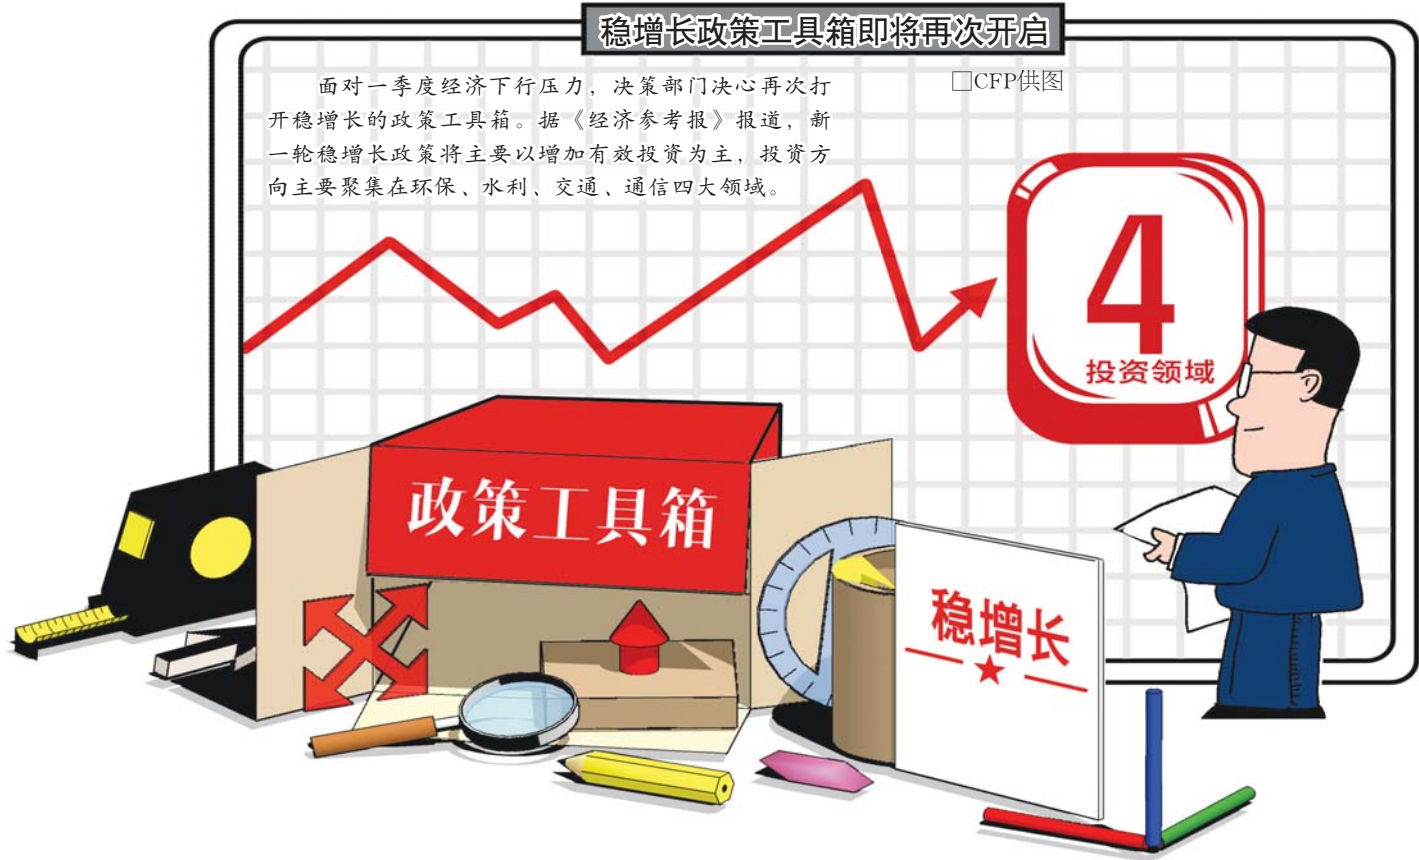 稳增长政策工具箱即将再次开启
□CFP供图
面对一季度经济下行压力，决策部门决心再次打
开稳增长的政策工具箱。据《经济参考报》报道，新
一轮稳增长政策将主要以增加有效投资为主，投资方
向主要聚集在环保、水利、交通、通信四大领域。
4
投资领域
政策工具箱
稳增长